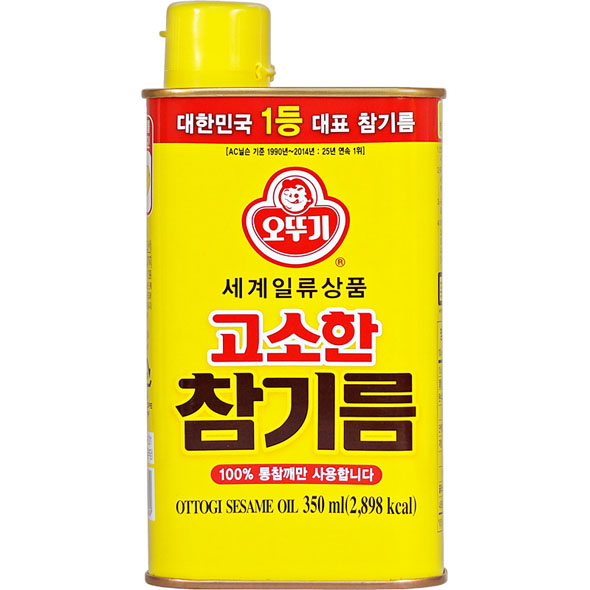 대한민국 1등 대표 참기름
[AC닐슨 기준 1990년~2014년 : 25년 연속 1위]
오뚜기
®
세계일류상품
고소한
참기름
100% 통참깨만 사용합니다
OTTOGI SESAME OIL 350 ml(2,898 kcal)